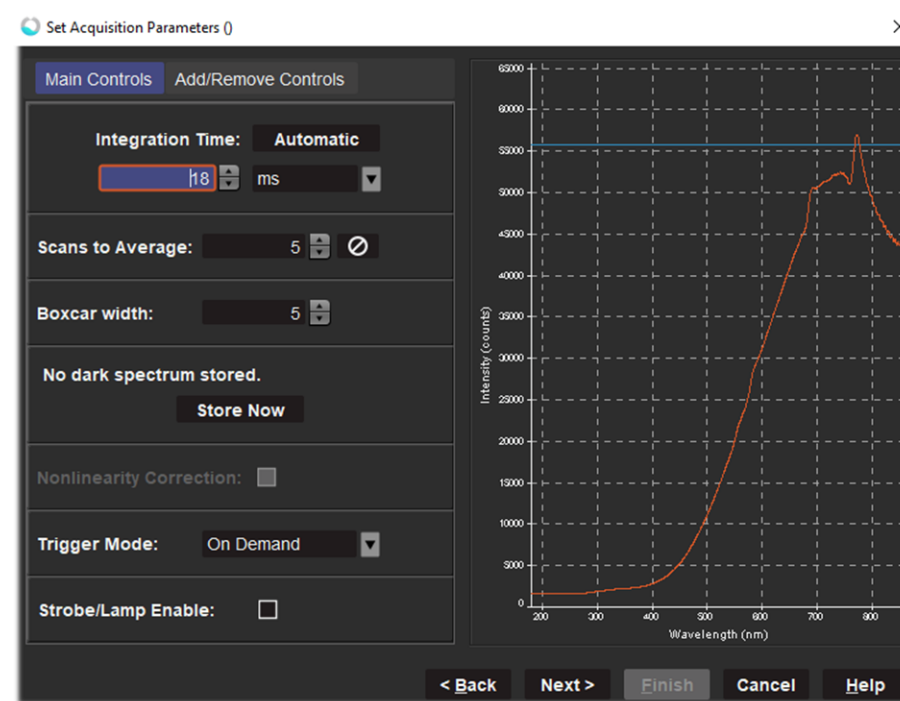 Set Acquisition Parameters ()
Main Controls Add/Remove Controls
Integration Time: Automatic
18 ms
Scans to Average: 5
Boxcar width: 5
No dark spectrum stored.
Store Now
Nonlinearity Correction:
Trigger Mode: On Demand
Strobe/Lamp Enable:
Intensity (counts)
65000
60000
55000
50000
45000
40000
35000
30000
25000
20000
15000
10000
5000
0
200 300 400 500 600 700 800
Wavelength (nm)
< Back Next > Finish Cancel Help